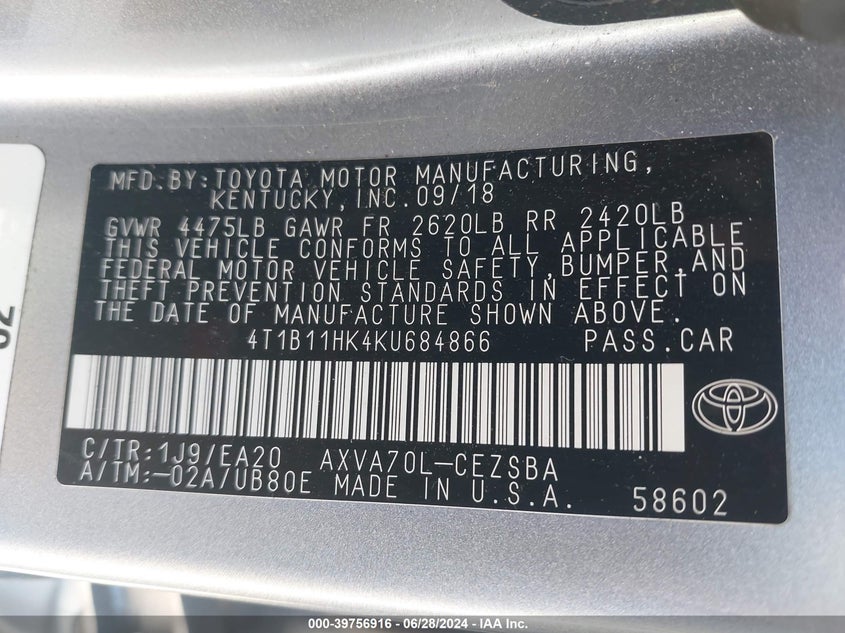 MFD.BY:TOYOTA MOTOR MANUFACTURING,
KENTUCKY,INC.09/18
GVWR 4475LB GAWR FR 2620LB RR 2420LB
THIS VEHICLE CONFORMS TO ALL APPLICABLE
FEDERAL MOTOR VEHICLE SAFETY,BUMPER,AND
THEFT PREVENTION STANDARDS IN EFFECT ON
THE DATE OF MANUFACTURE SHOWN ABOVE.
4T1B11HK4KU684866 PASS.CAR
C/TR:1J9/EA20 AXVA70L-CEZSBA
A/TM:-02A/UB80E MADE IN U.S.A. 58602
000-39756916 | 06/28/2024 | IAA Inc.